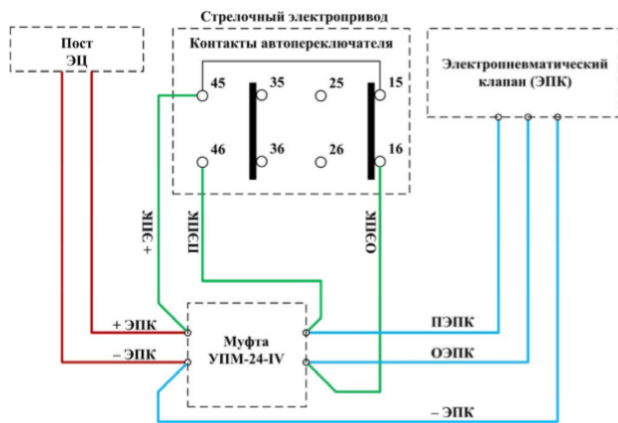 Стрелочный электропривод
Пост
ЭЦ
Контакты автопереключателя
45
35
25
15
46
36
26
16
Электропневматический
клапан (ЭПК)
+ ЭПК
ПЭПК
ОЭПК
+ ЭПК
– ЭПК
Муфта
УПМ-24-IV
ПЭПК
ОЭПК
– ЭПК